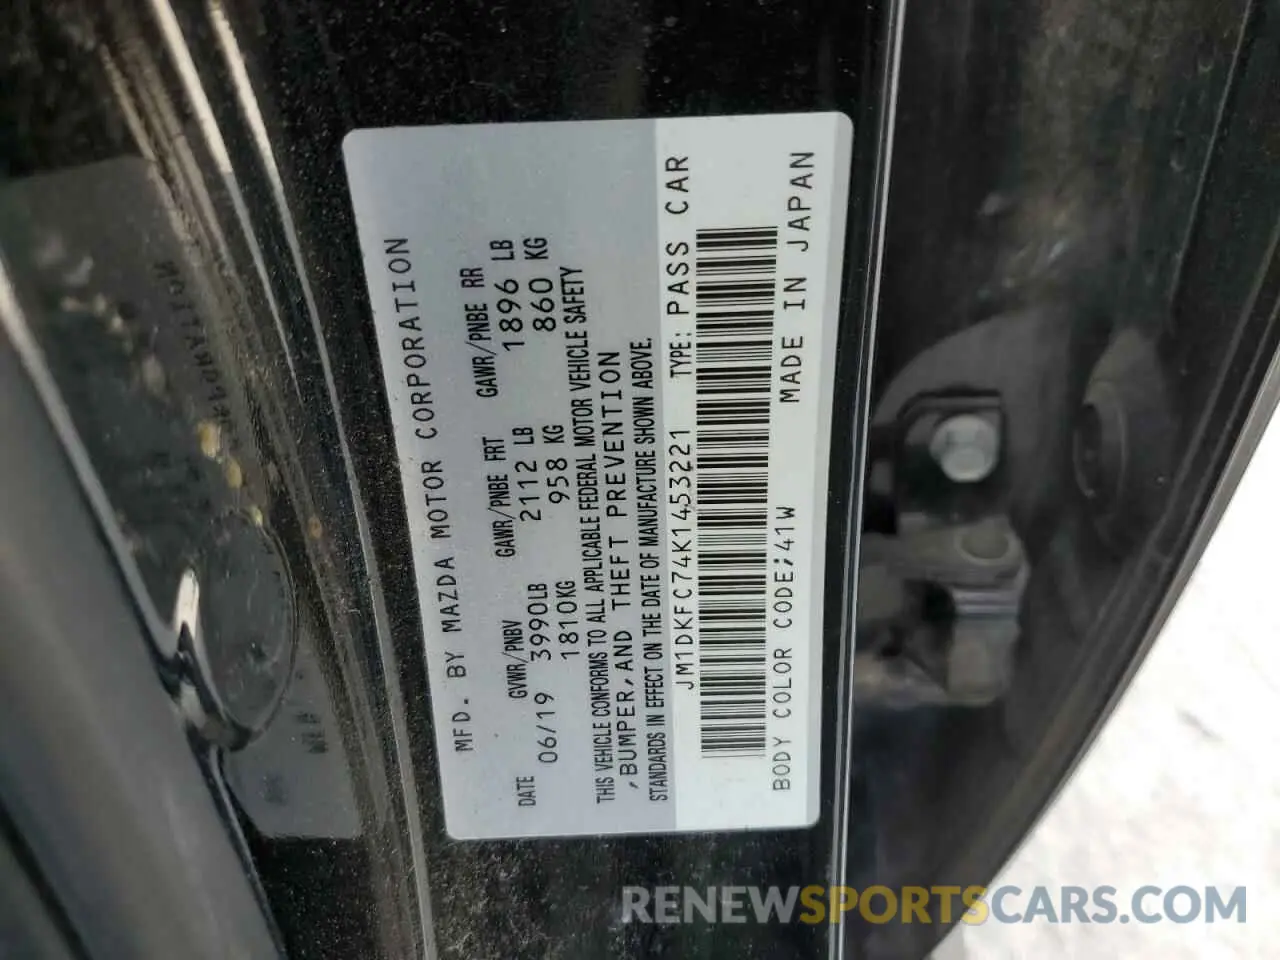 MFD. BY MAZDA MOTOR CORPORATION
DATE GVWR/PNBV GAWR/PNBE FRT GAWR/PNBE RR
06/19 3990LB 2112 LB 1896 LB
1810KG 958 KG 860 KG
THIS VEHICLE CONFORMS TO ALL APPLICABLE FEDERAL MOTOR VEHICLE SAFETY
,BUMPER,AND THEFT PREVENTION
STANDARDS IN EFFECT ON THE DATE OF MANUFACTURE SHOWN ABOVE.
JM1DKFC74K1453221 TYPE: PASS CAR
BODY COLOR CODE:41W MADE IN JAPAN
RENEWSPORTSCARS.COM